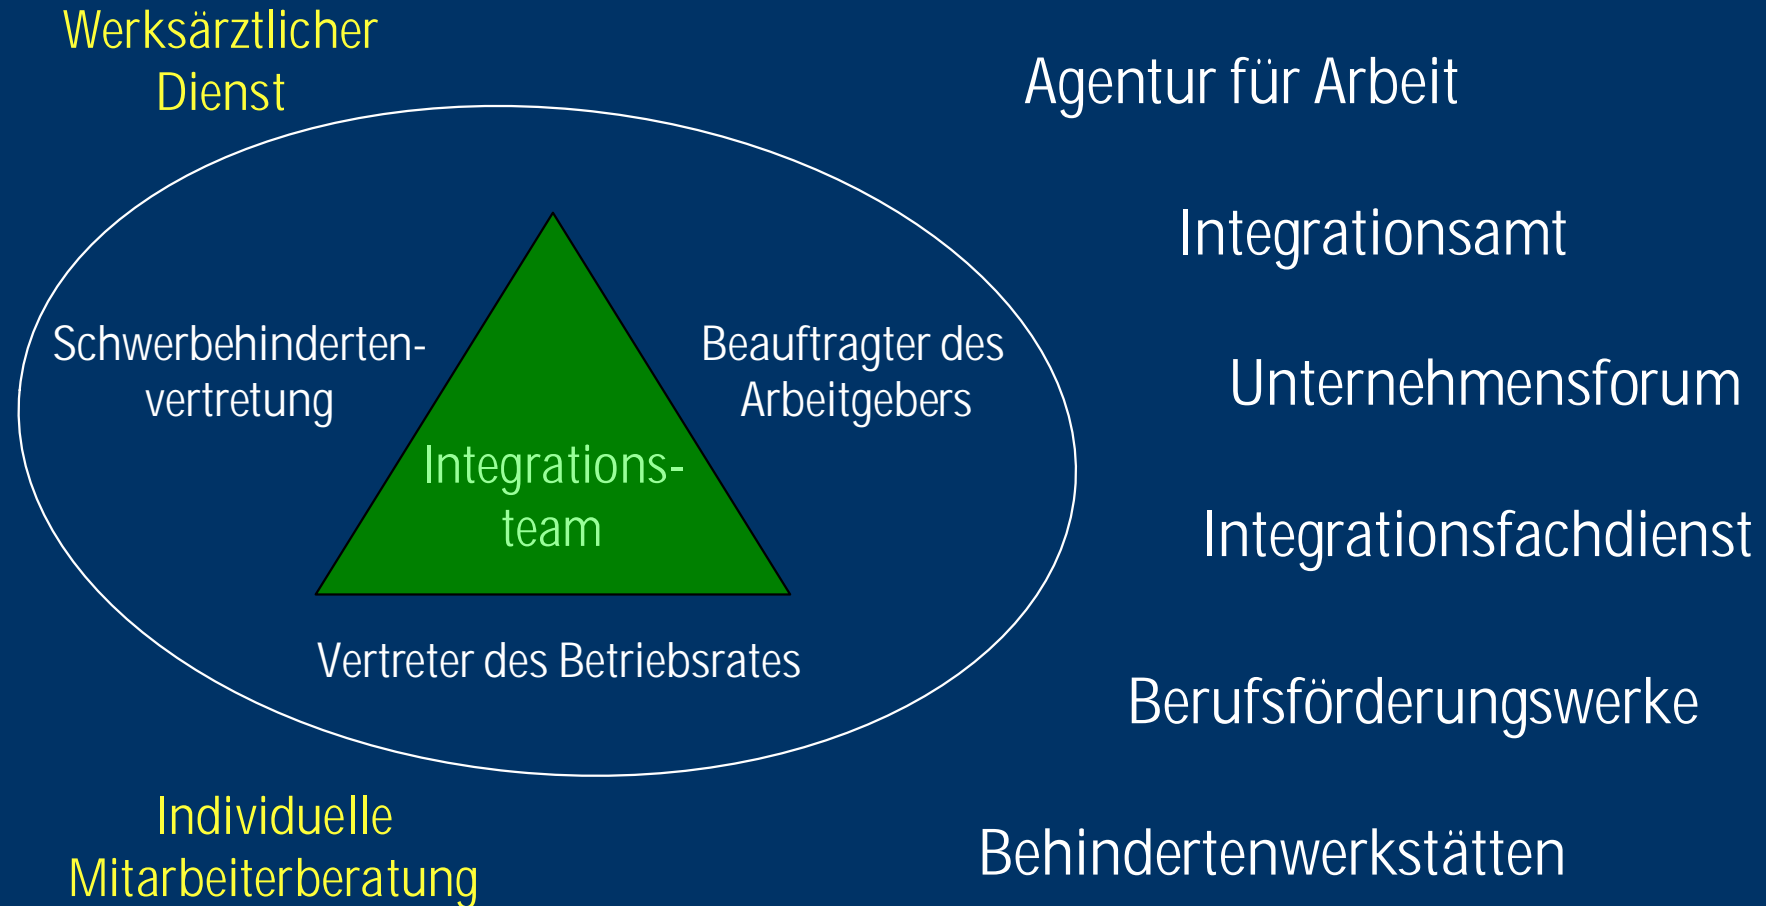 Werksärztlicher
Dienst
Agentur für Arbeit
Integrationsamt
Schwerbehinderten-
vertretung
Beauftragter des
Arbeitgebers
Unternehmensforum
Integrations-
team
Integrationsfachdienst
Vertreter des Betriebsrates
Berufsförderungswerke
Individuelle
Mitarbeiterberatung
Behindertenwerkstätten